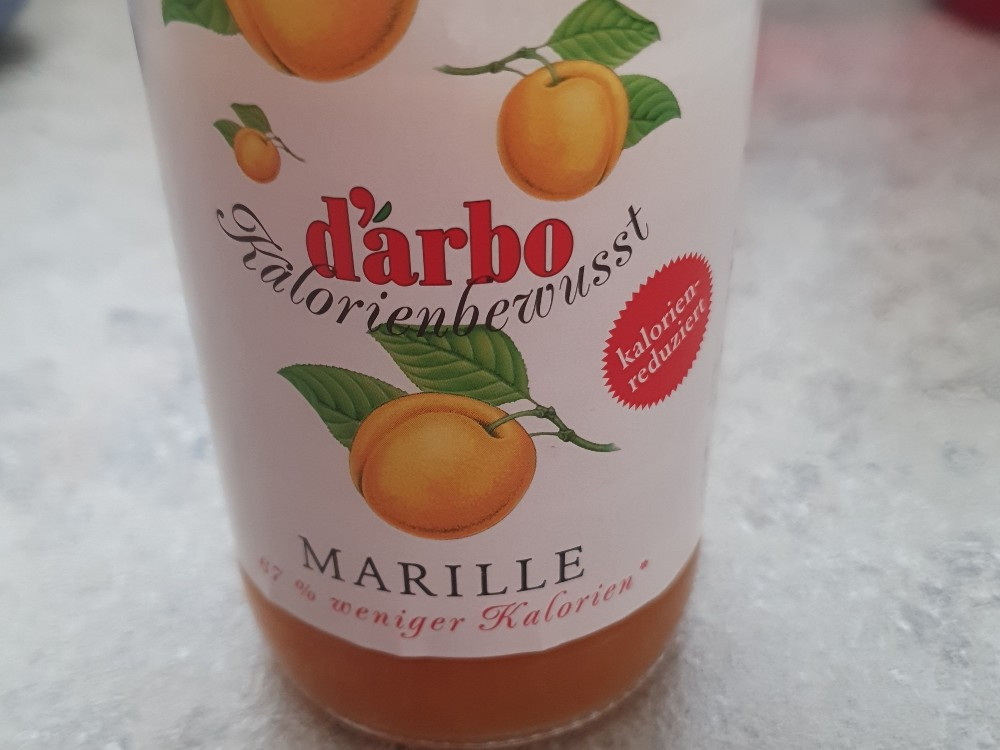 d'arbo
Kalorienbewusst
kalorien-
reduziert
MARILLE
67 % weniger Kalorien*